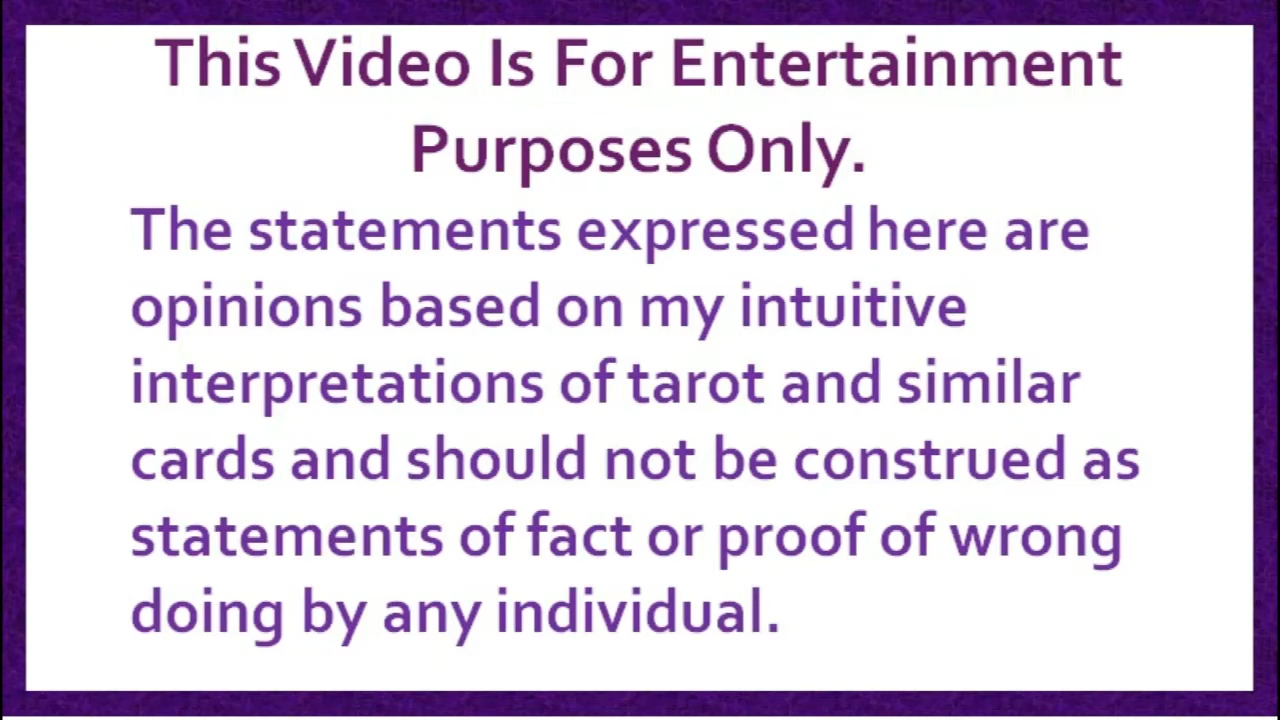 This Video Is For Entertainment
Purposes Only.
The statements expressed here are
opinions based on my intuitive
interpretations of tarot and similar
cards and should not be construed as
statements of fact or proof of wrong
doing by any individual.